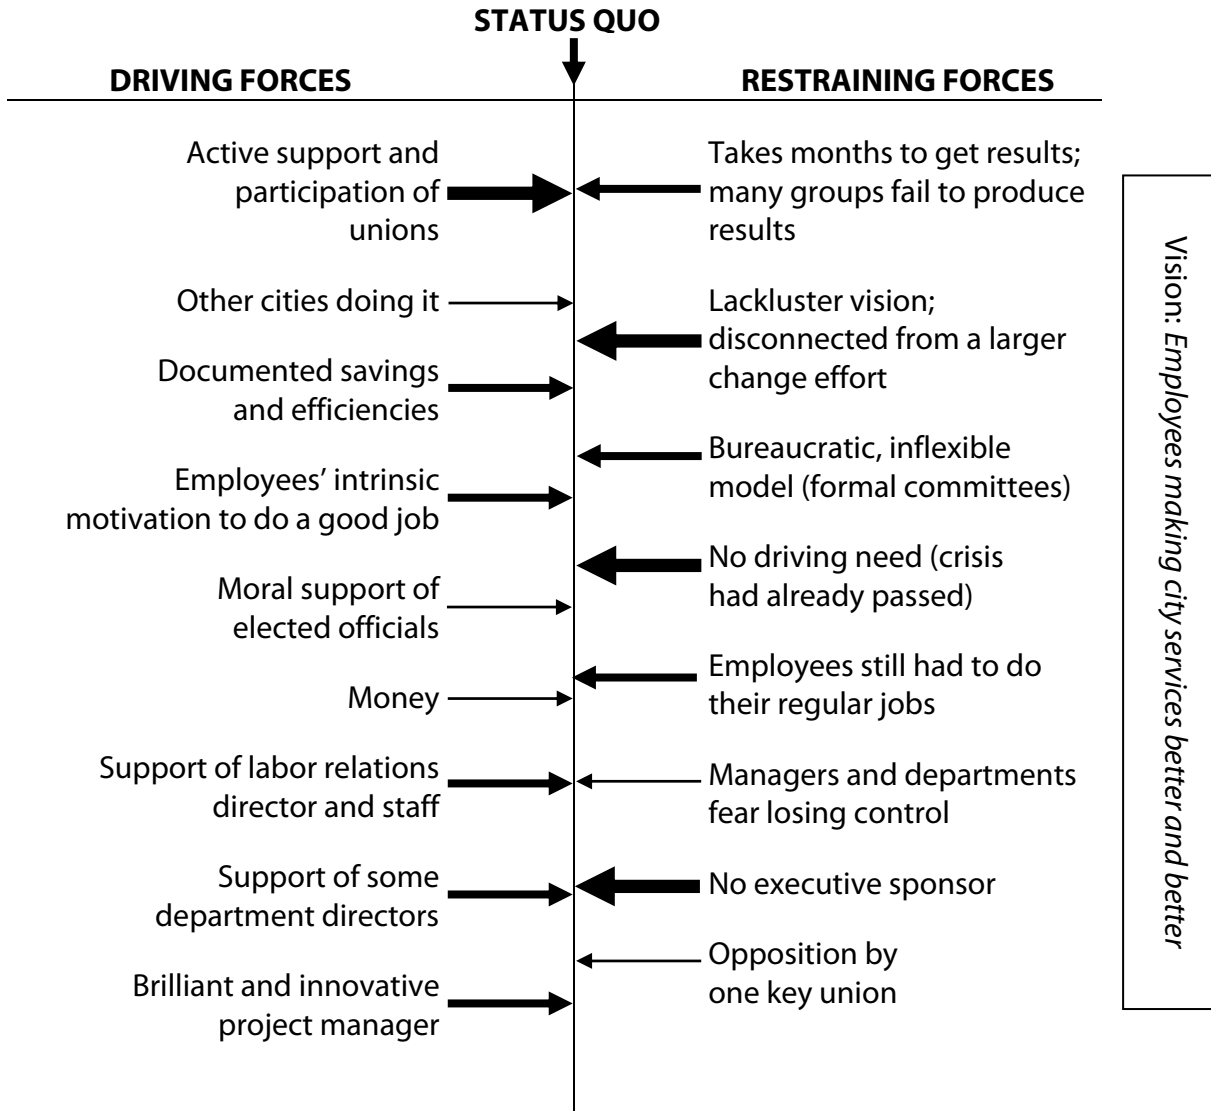 STATUS QUO
DRIVING FORCES
RESTRAINING FORCES
Active support and
participation of
unions
Other cities doing it
Documented savings
and efficiencies
Employees’ intrinsic
motivation to do a good job
Moral support of
elected officials
Money
Support of labor relations
director and staff
Support of some
department directors
Brilliant and innovative
project manager
Takes months to get results;
many groups fail to produce
results
Lackluster vision;
disconnected from a larger
change effort
Bureaucratic, inflexible
model (formal committees)
No driving need (crisis
had already passed)
Employees still had to do
their regular jobs
Managers and departments
fear losing control
No executive sponsor
Opposition by
one key union
Vision: Employees making city services better and better